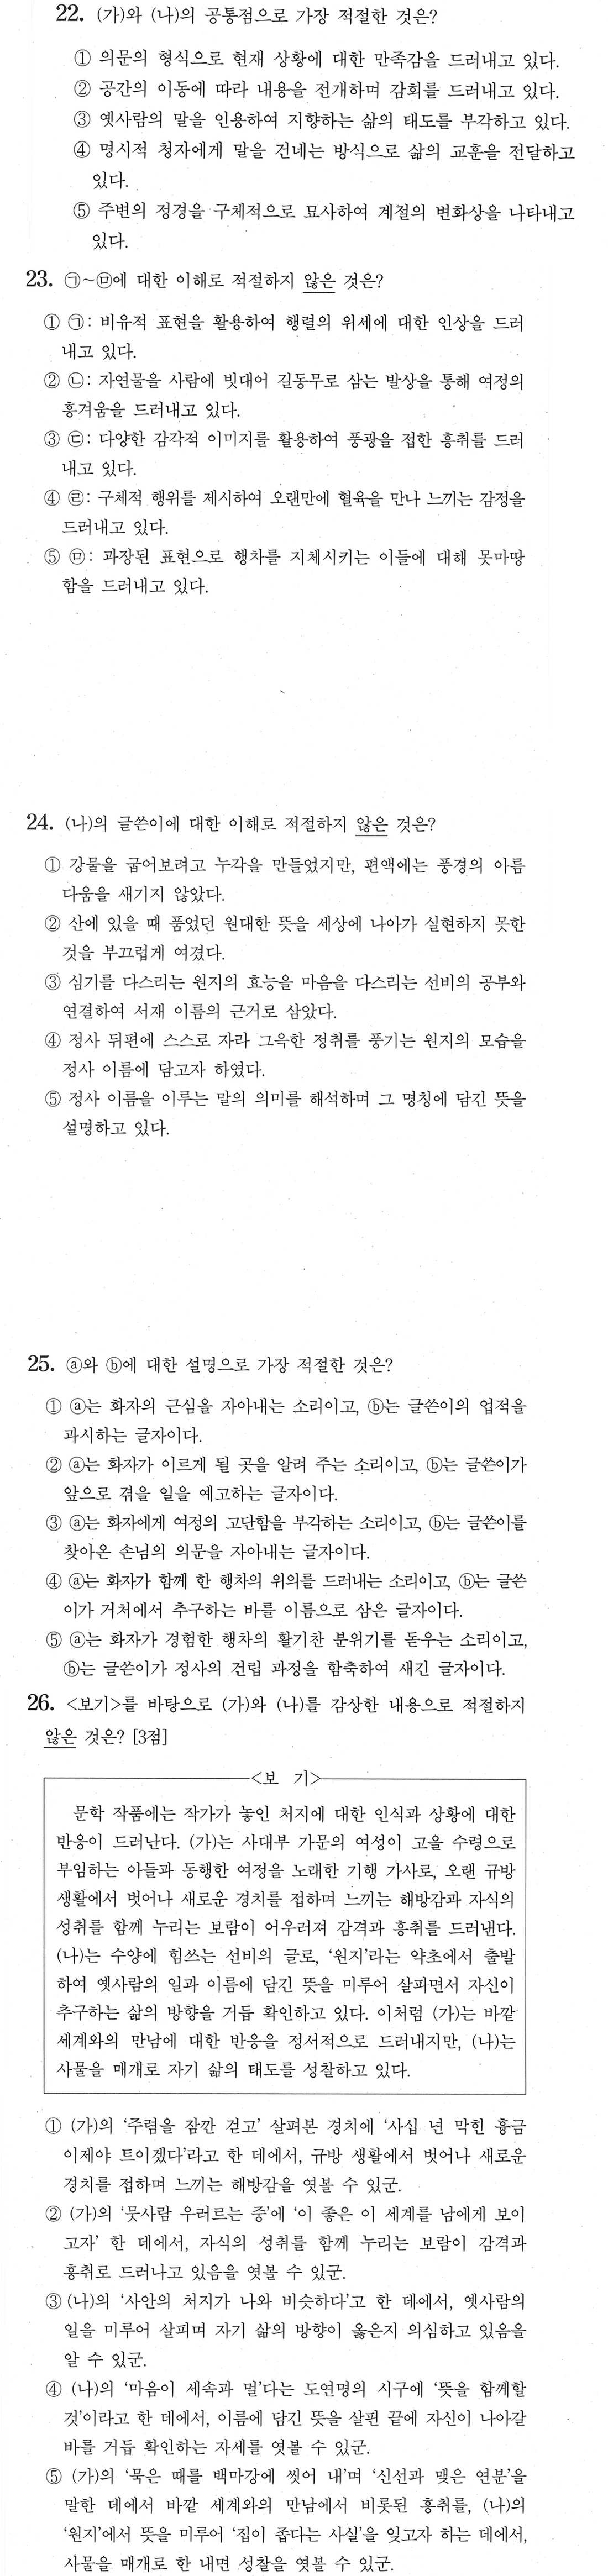 22. (가)와 (나)의 공통점으로 가장 적절한 것은?
① 의문의 형식으로 현재 상황에 대한 만족감을 드러내고 있다.
② 공간의 이동에 따라 내용을 전개하며 감회를 드러내고 있다.
③ 옛사람의 말을 인용하여 지향하는 삶의 태도를 부각하고 있다.
④ 명시적 청자에게 말을 건네는 방식으로 삶의 교훈을 전달하고
있다.
⑤ 주변의 정경을 구체적으로 묘사하여 계절의 변화상을 나타내고
있다.
23. ㉠~㉤에 대한 이해로 적절하지 않은 것은?
① ㉠: 비유적 표현을 활용하여 행렬의 위세에 대한 인상을 드러
내고 있다.
② ㉡: 자연물을 사람에 빗대어 길동무로 삼는 발상을 통해 여정의
흥겨움을 드러내고 있다.
③ ㉢: 다양한 감각적 이미지를 활용하여 풍광을 접한 흥취를 드러
내고 있다.
④ ㉣: 구체적 행위를 제시하여 오랜만에 혈육을 만나 느끼는 감정을
드러내고 있다.
⑤ ㉤: 과장된 표현으로 행차를 지체시키는 이들에 대해 못마땅
함을 드러내고 있다.
24. (나)의 글쓴이에 대한 이해로 적절하지 않은 것은?
① 강물을 굽어보려고 누각을 만들었지만, 편액에는 풍경의 아름
다움을 새기지 않았다.
② 산에 있을 때 품었던 원대한 뜻을 세상에 나아가 실현하지 못한
것을 부끄럽게 여겼다.
③ 심기를 다스리는 원지의 효능을 마음을 다스리는 선비의 공부와
연결하여 서재 이름의 근거로 삼았다.
④ 정사 뒤편에 스스로 자라 그윽한 정취를 풍기는 원지의 모습을
정사 이름에 담고자 하였다.
⑤ 정사 이름을 이루는 말의 의미를 해석하며 그 명칭에 담긴 뜻을
설명하고 있다.
25. ⓐ와 ⓑ에 대한 설명으로 가장 적절한 것은?
① ⓐ는 화자의 근심을 자아내는 소리이고, ⓑ는 글쓴이의 업적을
과시하는 글자이다.
② ⓐ는 화자가 이르게 될 곳을 알려 주는 소리이고, ⓑ는 글쓴이가
앞으로 겪을 일을 예고하는 글자이다.
③ ⓐ는 화자에게 여정의 고단함을 부각하는 소리이고, ⓑ는 글쓴이를
찾아온 손님의 의문을 자아내는 글자이다.
④ ⓐ는 화자가 함께 한 행차의 위의를 드러내는 소리이고, ⓑ는 글쓴
이가 거처에서 추구하는 바를 이름으로 삼은 글자이다.
⑤ ⓐ는 화자가 경험한 행차의 활기찬 분위기를 돋우는 소리이고,
ⓑ는 글쓴이가 정사의 건립 과정을 함축하여 새긴 글자이다.
26. <보기>를 바탕으로 (가)와 (나)를 감상한 내용으로 적절하지
않은 것은? [3점]
<보 기>
문학 작품에는 작가가 놓인 처지에 대한 인식과 상황에 대한
반응이 드러난다. (가)는 사대부 가문의 여성이 고을 수령으로
부임하는 아들과 동행한 여정을 노래한 기행 가사로, 오랜 규방
생활에서 벗어나 새로운 경치를 접하며 느끼는 해방감과 자식의
성취를 함께 누리는 보람이 어우러져 감격과 흥취를 드러낸다.
(나)는 수양에 힘쓰는 선비의 글로, '원지'라는 약초에서 출발
하여 옛사람의 일과 이름에 담긴 뜻을 미루어 살피면서 자신이
추구하는 삶의 방향을 거듭 확인하고 있다. 이처럼 (가)는 바깥
세계와의 만남에 대한 반응을 정서적으로 드러내지만, (나)는
사물을 매개로 자기 삶의 태도를 성찰하고 있다.
① (가)의 '주렴을 잠깐 걷고' 살펴본 경치에 '사십 년 막힌 흉금
이제야 트이겠다'라고 한 데에서, 규방 생활에서 벗어나 새로운
경치를 접하며 느끼는 해방감을 엿볼 수 있군.
② (가)의 '뭇사람 우러르는 중'에 '이 좋은 이 세계를 남에게 보이
고자' 한 데에서, 자식의 성취를 함께 누리는 보람이 감격과
흥취로 드러나고 있음을 엿볼 수 있군.
③ (나)의 '사안의 처지가 나와 비슷하다'고 한 데에서, 옛사람의
일을 미루어 살피며 자기 삶의 방향이 옳은지 의심하고 있음을
알 수 있군.
④ (나)의 '마음이 세속과 멀'다는 도연명의 시구에 '뜻을 함께할
것'이라고 한 데에서, 이름에 담긴 뜻을 살핀 끝에 자신이 나아갈
바를 거듭 확인하는 자세를 엿볼 수 있군.
⑤ (가)의 '묵은 때를 백마강에 씻어 내'며 '신선과 맺은 연분'을
말한 데에서 바깥 세계와의 만남에서 비롯된 흥취를, (나)의
'원지'에서 뜻을 미루어 '집이 좁다는 사실'을 잊고자 하는 데에서,
사물을 매개로 한 내면 성찰을 엿볼 수 있군.